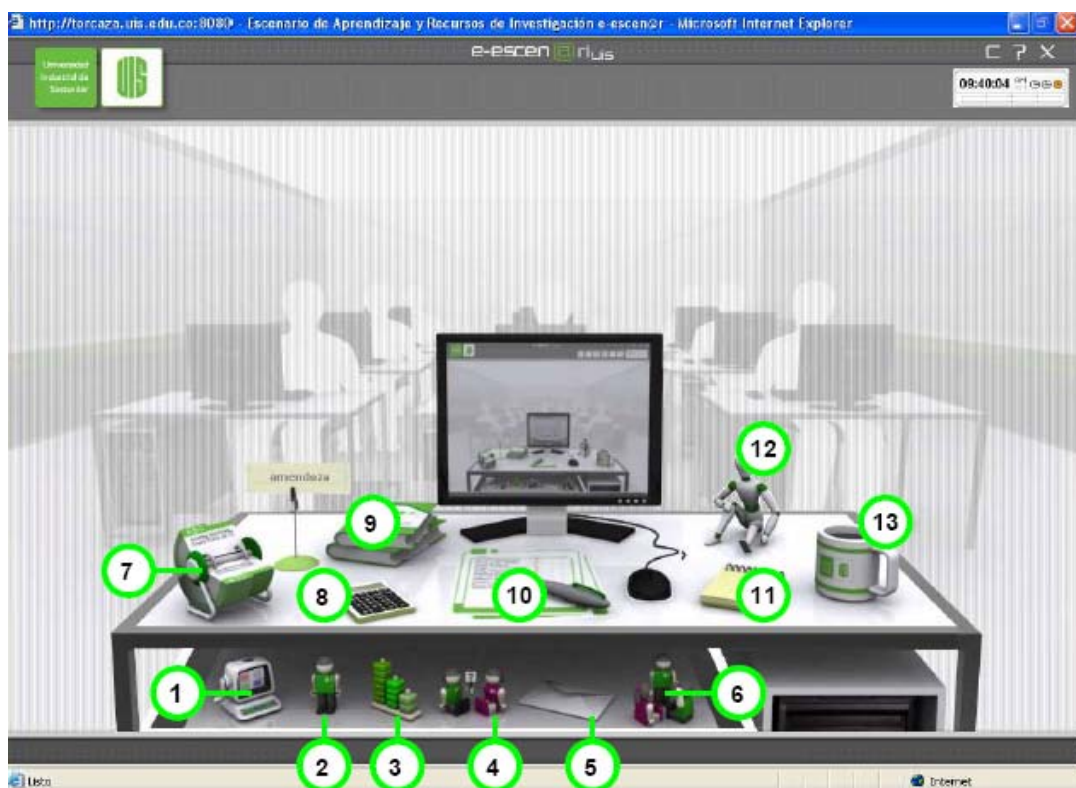 http://torcaza.uis.edu.co:8080 - Escenario de Aprendizaje y Recursos de Investigación e-escen@r - Microsoft Internet Explorer
Universidad
Industrial de
Santander
e-escen@riuis
09:40:04
amendoza
12
9
13
7
8
10
11
1
6
2
3
4
5
Listo
Internet